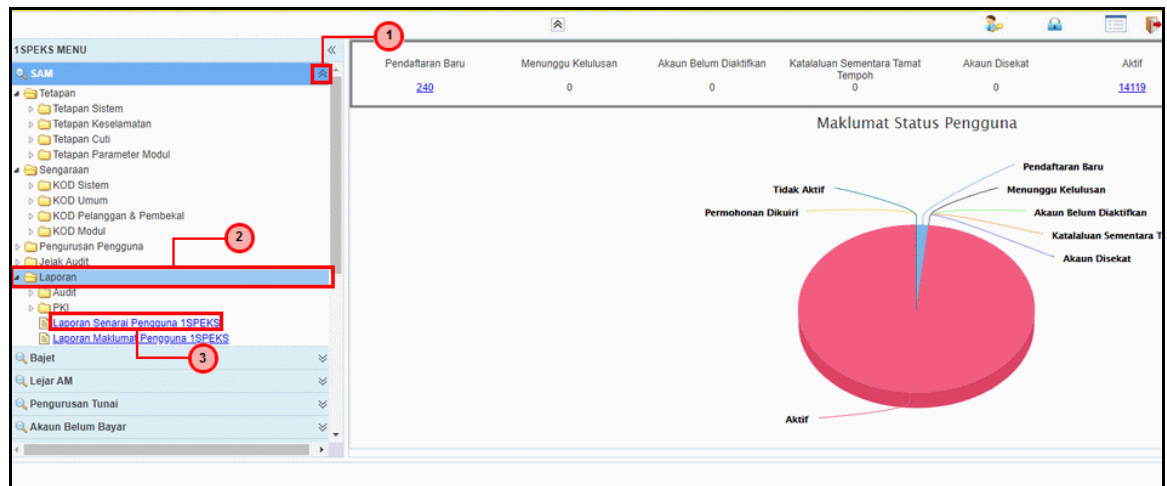 1
1SPEKS MENU
SAM
Tetapan
Tetapan Sistem
Tetapan Keselamatan
Tetapan Cuti
Tetapan Parameter Modul
Sengaraan
KOD Sistem
KOD Umum
KOD Pelanggan & Pembekal
KOD Modul
Pengurusan Pengguna
2
Jejak Audit
Laporan
Audit
PKI
Laporan Senarai Pengguna 1SPEKS
Laporan Maklumat Pengguna 1SPEKS
3
Bajet
Lejar AM
Pengurusan Tunai
Akaun Belum Bayar
Pendaftaran Baru
240
Menunggu Kelulusan
0
Akaun Belum Diaktifkan
0
Katalaluan Sementara Tamat
Tempoh
0
Akaun Disekat
0
Aktif
14119
Maklumat Status Pengguna
Pendaftaran Baru
Tidak Aktif
Menunggu Kelulusan
Permohonan Dikuiri
Akaun Belum Diaktifkan
Katalaluan Sementara T
Akaun Disekat
Aktif